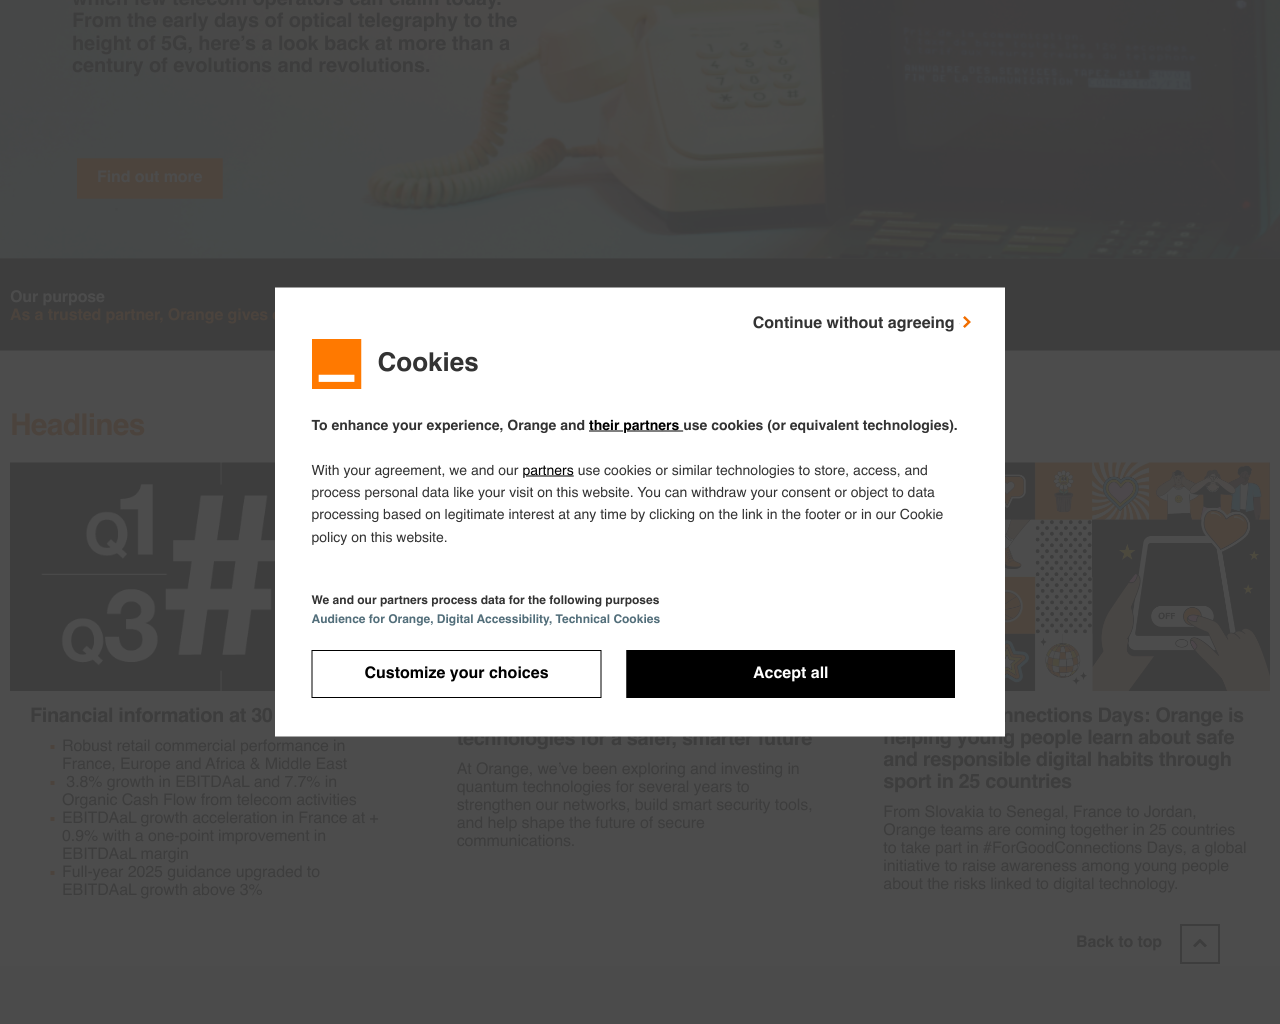 From the early days of optical telegraphy to the
height of 5G, here's a look back at more than a
century of evolutions and revolutions.
Find out more
Our purpose
As a trusted partner, Orange gives
Continue without agreeing
Cookies
To enhance your experience, Orange and their partners use cookies (or equivalent technologies).
With your agreement, we and our partners use cookies or similar technologies to store, access, and
process personal data like your visit on this website. You can withdraw your consent or object to data
processing based on legitimate interest at any time by clicking on the link in the footer or in our Cookie
policy on this website.
We and our partners process data for the following purposes
Audience for Orange, Digital Accessibility, Technical Cookies
Customize your choices
Accept all
Headlines
Q1
Q3
#
Financial information at 30
Robust retail commercial performance in
France, Europe and Africa & Middle East
3.8% growth in EBITDAaL and 7.7% in
Organic Cash Flow from telecom activities
EBITDAaL growth acceleration in France at +
0.9% with a one-point improvement in
EBITDAaL margin
Full-year 2025 guidance upgraded to
EBITDAaL growth above 3%
technologies for a safer, smarter future
At Orange, we've been exploring and investing in
quantum technologies for several years to
strengthen our networks, build smart security tools,
and help shape the future of secure
communications.
OFF
nnections Days: Orange is
helping young people learn about safe
and responsible digital habits through
sport in 25 countries
From Slovakia to Senegal, France to Jordan,
Orange teams are coming together in 25 countries
to take part in #ForGoodConnections Days, a global
initiative to raise awareness among young people
about the risks linked to digital technology.
Back to top